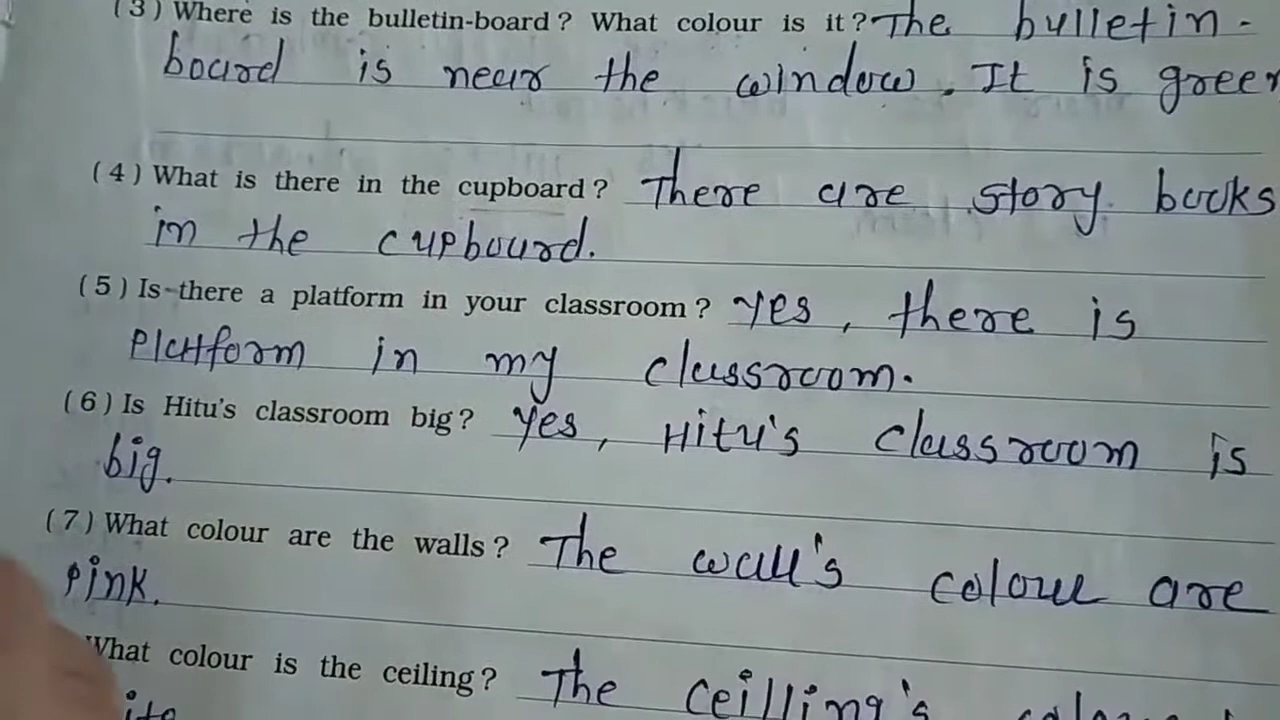 (3) Where is the bulletin-board? What colour is it? The bulletin-
board is near the window. It is green
(4) What is there in the cupboard? There are story books
in the cupboard.
(5) Is there a platform in your classroom? Yes, there is
Platform in my classroom.
(6) Is Hitu's classroom big? Yes, Hitu's classroom is
big.
(7) What colour are the walls? The wall's colour are
pink.
What colour is the ceiling? The ceilling's